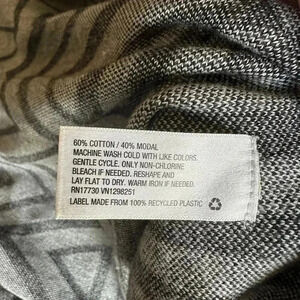 60% COTTON / 40% MODAL
MACHINE WASH COLD WITH LIKE COLORS.
GENTLE CYCLE. ONLY NON-CHLORINE
BLEACH IF NEEDED. RESHAPE AND
LAY FLAT TO DRY. WARM IRON IF NEEDED.
RN17730 VN1298251
LABEL MADE FROM 100% RECYCLED PLASTIC